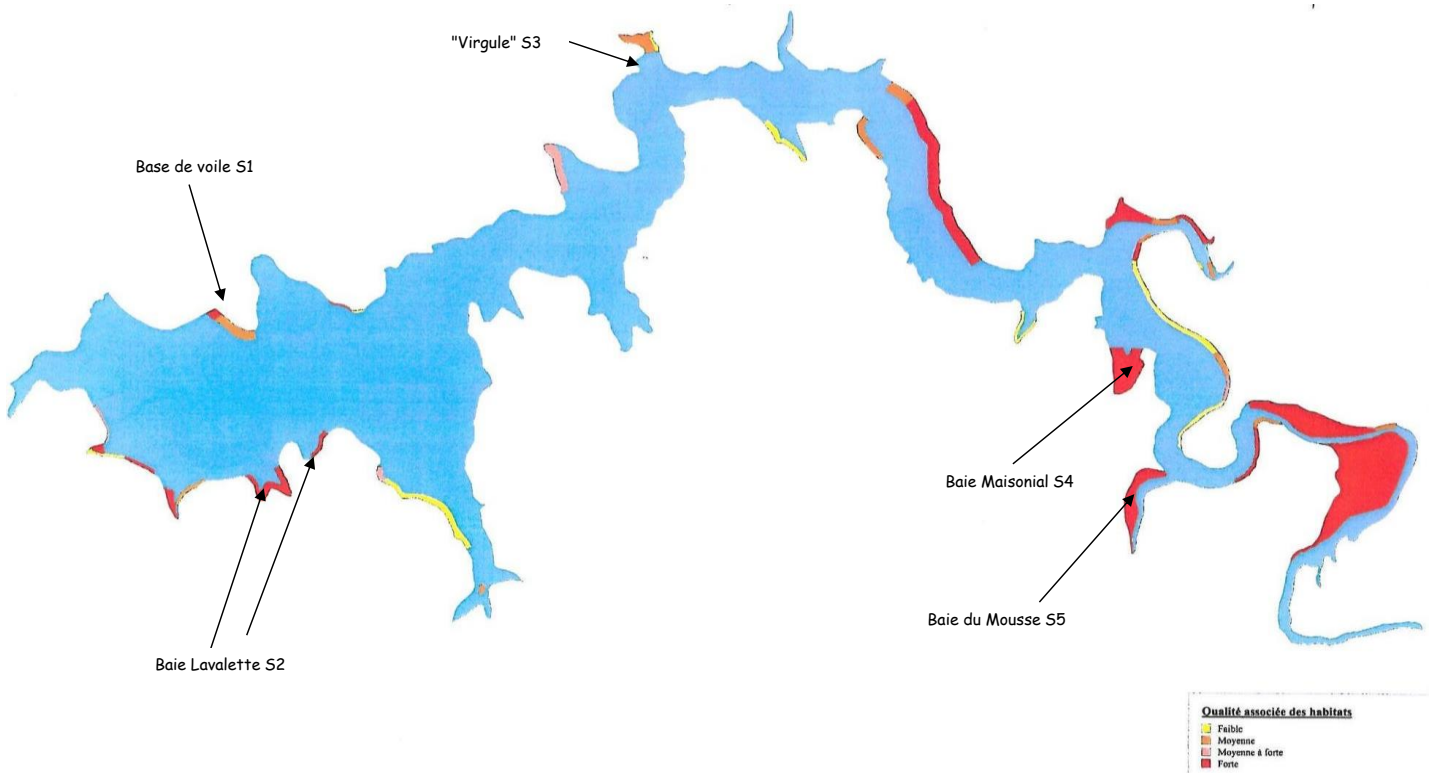 "Virgule" S3
Base de voile S1
Baie Maisonial S4
Baie du Mousse S5
Baie Lavalette S2
Qualité associée des habitats
Faible
Moyenne
Moyenne à forte
Forte